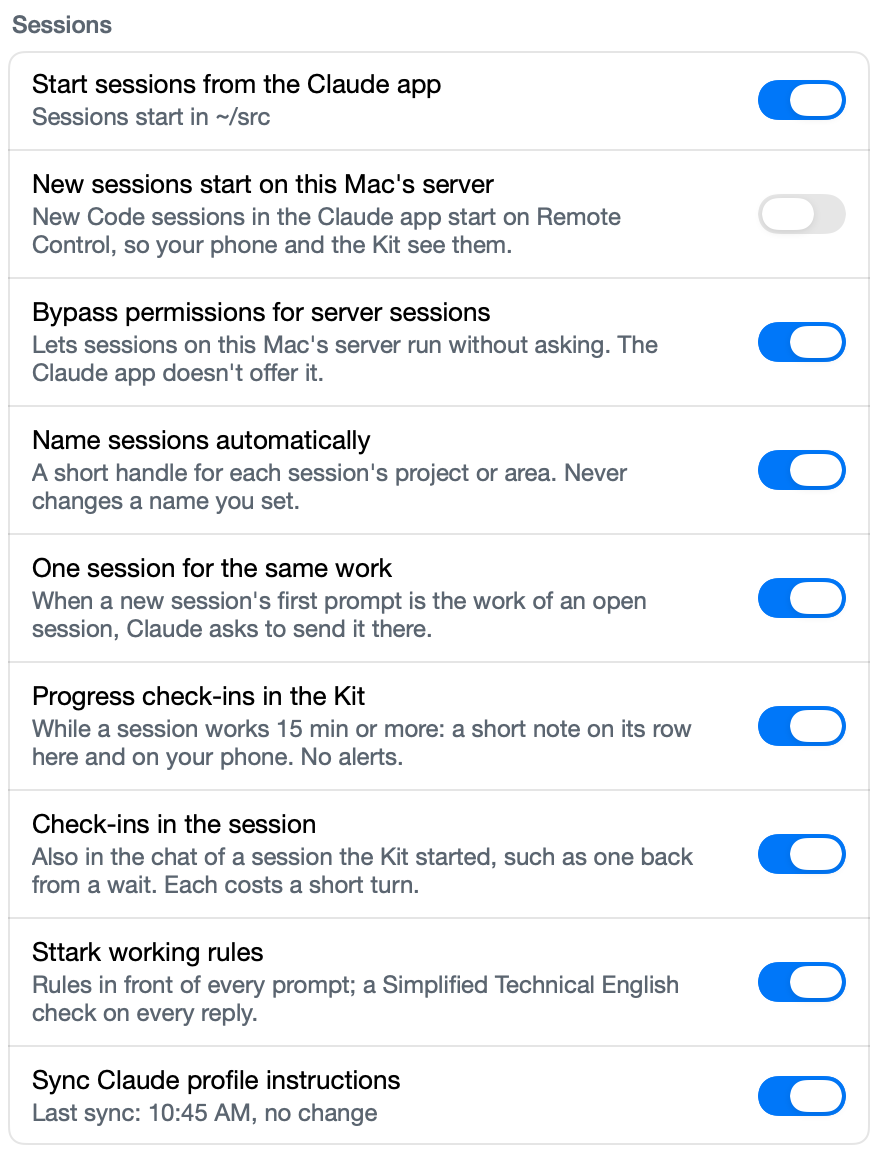 Sessions
Start sessions from the Claude app
Sessions start in ~/src
New sessions start on this Mac's server
New Code sessions in the Claude app start on Remote
Control, so your phone and the Kit see them.
Bypass permissions for server sessions
Lets sessions on this Mac's server run without asking. The
Claude app doesn't offer it.
Name sessions automatically
A short handle for each session's project or area. Never
changes a name you set.
One session for the same work
When a new session's first prompt is the work of an open
session, Claude asks to send it there.
Progress check-ins in the Kit
While a session works 15 min or more: a short note on its row
here and on your phone. No alerts.
Check-ins in the session
Also in the chat of a session the Kit started, such as one back
from a wait. Each costs a short turn.
Sttark working rules
Rules in front of every prompt; a Simplified Technical English
check on every reply.
Sync Claude profile instructions
Last sync: 10:45 AM, no change